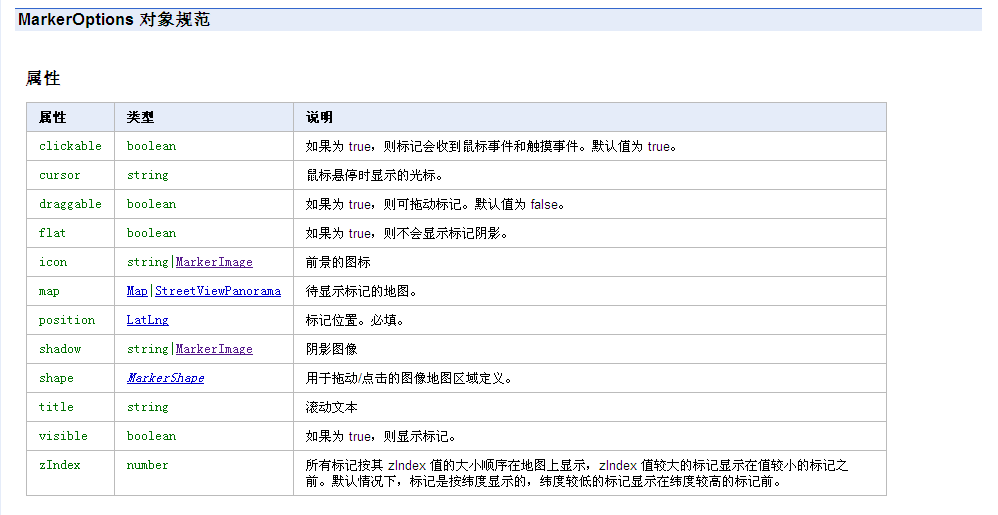 MarkerOptions 对象规范
属性
属性 类型 说明
clickable boolean 如果为 true，则标记会收到鼠标事件和触摸事件。默认值为 true。
cursor string 鼠标悬停时显示的光标。
draggable boolean 如果为 true，则可拖动标记。默认值为 false。
flat boolean 如果为 true，则不会显示标记阴影。
icon string|MarkerImage 前景的图标
map Map|StreetViewPanorama 待显示标记的地图。
position LatLng 标记位置。必填。
shadow string|MarkerImage 阴影图像
shape MarkerShape 用于拖动/点击的图像地图区域定义。
title string 滚动文本
visible boolean 如果为 true，则显示标记。
zIndex number 所有标记按其 zIndex 值的大小顺序在地图上显示，zIndex 值较大的标记显示在值较小的标记之
前。默认情况下，标记是按纬度显示的，纬度较低的标记显示在纬度较高的标记前。